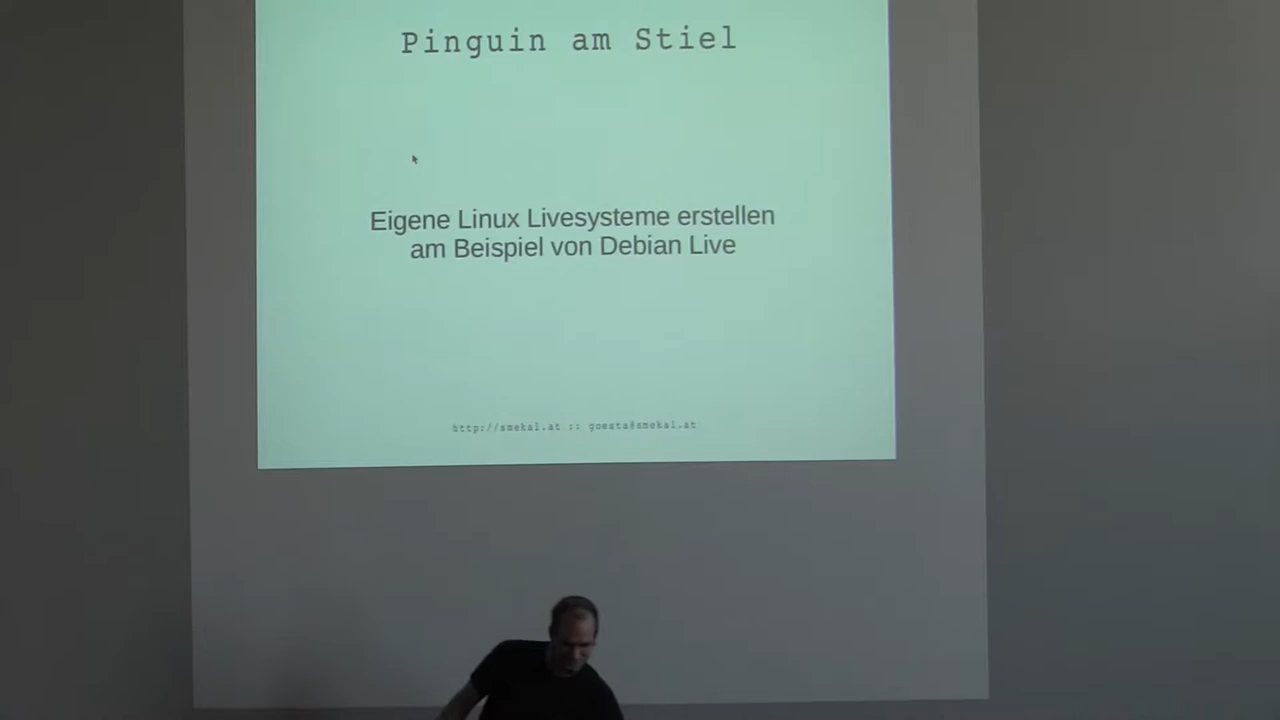 Pinguin am Stiel
Eigene Linux Livesysteme erstellen
am Beispiel von Debian Live
http://smekal.at :: goesta@smekal.at